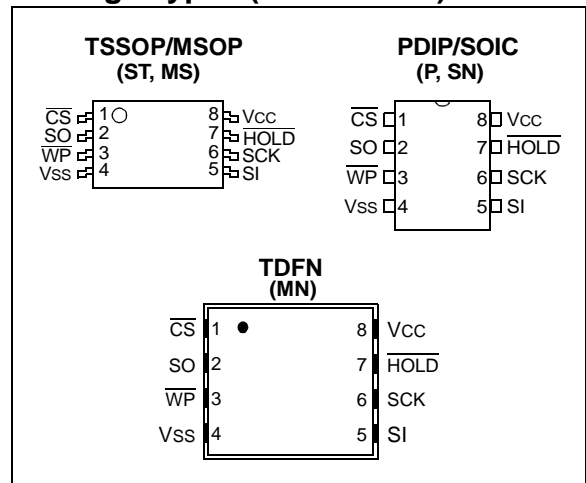 TSSOP/MSOP
(ST, MS)
CS 1 8 Vcc
SO 2 7 HOLD
WP 3 6 SCK
Vss 4 5 SI
PDIP/SOIC
(P, SN)
CS 1 8 Vcc
SO 2 7 HOLD
WP 3 6 SCK
Vss 4 5 SI
TDFN
(MN)
CS 1 8 Vcc
SO 2 7 HOLD
WP 3 6 SCK
Vss 4 5 SI